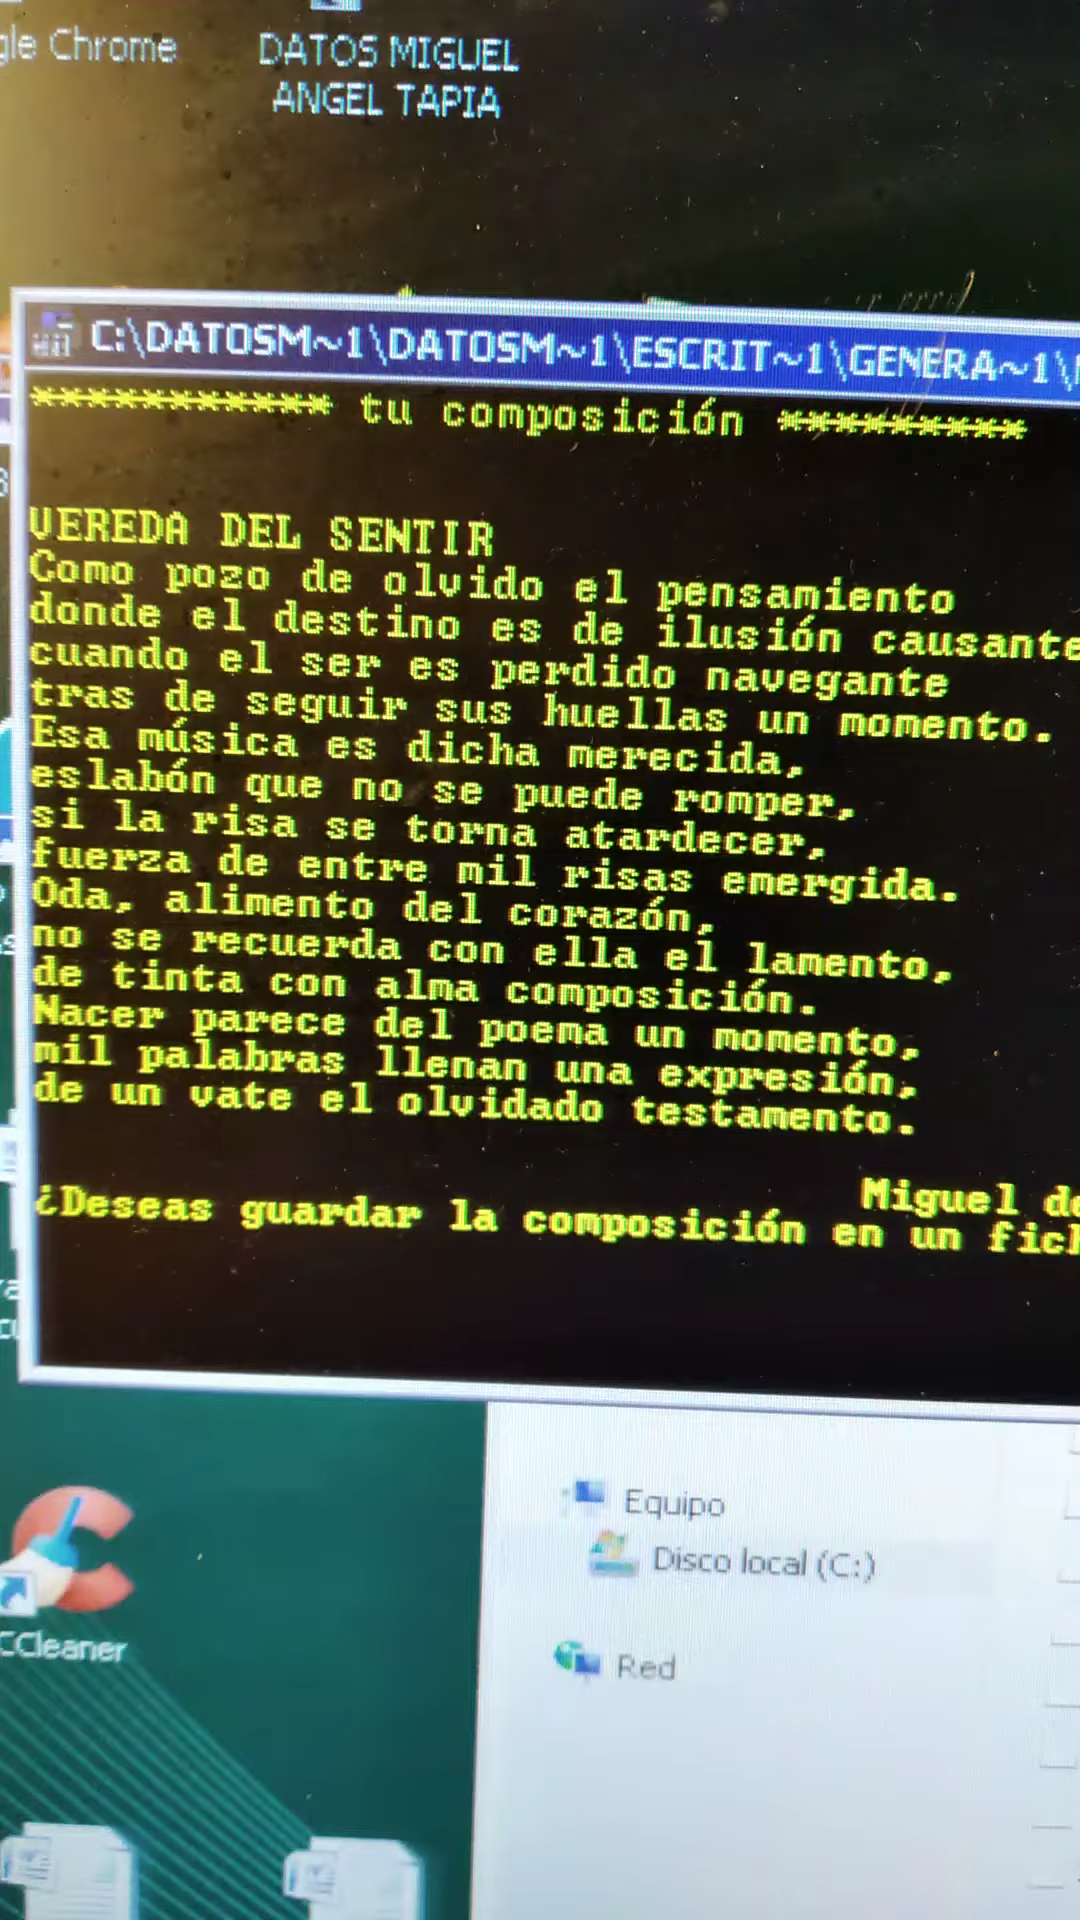 Chrome
DATOS MIGUEL
ANGEL TAPIA
C:\DATOSM~1\DATOSM~1\ESCRIT~1\GENERA~1\
*********** tu composición **********
VEREDA DEL SENTIR
Como pozo de olvido el pensamiento
donde el destino es de ilusión causante
cuando el ser es perdido navegante
tras de seguir sus huellas un momento.
Esa música es dicha merecida,
eslabón que no se puede romper,
si la risa se torna atardecer,
fuerza de entre mil risas emergida.
Oda, alimento del corazón,
no se recuerda con ella el lamento,
de tinta con alma composición.
Nacer parece del poema un momento,
mil palabras llenan una expresión,
de un vate el olvidado testamento.
Miguel de
¿Deseas guardar la composición en un fich
Equipo
Disco local (C:)
Red
CCleaner